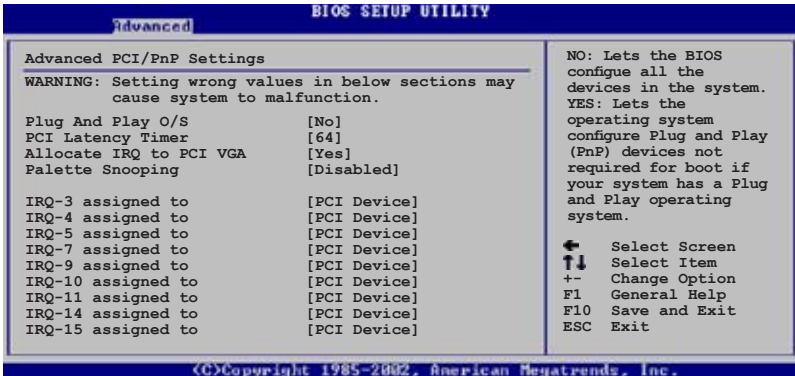 BIOS SETUP UTILITY
Advanced
Advanced PCI/PnP Settings
WARNING: Setting wrong values in below sections may
cause system to malfunction.
Plug And Play O/S [No]
PCI Latency Timer [64]
Allocate IRQ to PCI VGA [Yes]
Palette Snooping [Disabled]
IRQ-3 assigned to [PCI Device]
IRQ-4 assigned to [PCI Device]
IRQ-5 assigned to [PCI Device]
IRQ-7 assigned to [PCI Device]
IRQ-9 assigned to [PCI Device]
IRQ-10 assigned to [PCI Device]
IRQ-11 assigned to [PCI Device]
IRQ-14 assigned to [PCI Device]
IRQ-15 assigned to [PCI Device]
NO: Lets the BIOS
configue all the
devices in the system.
YES: Lets the
operating system
configure Plug and Play
(PnP) devices not
required for boot if
your system has a Plug
and Play operating
system.
← Select Screen
↑↓ Select Item
+- Change Option
F1 General Help
F10 Save and Exit
ESC Exit
(C)Copyright 1985-2002, American Megatrends, Inc.